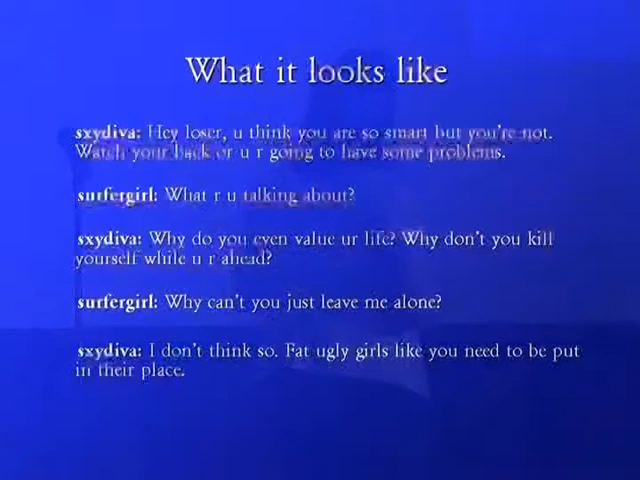 What it looks like
sxydiva: Hey loser, u think you are so smart but you're not.
Watch your back or u r going to have some problems.
surfergirl: What r u talking about?
sxydiva: Why do you even value ur life? Why don't you kill
yourself while u r ahead?
surfergirl: Why can't you just leave me alone?
sxydiva: I don't think so. Fat ugly girls like you need to be put
in their place.